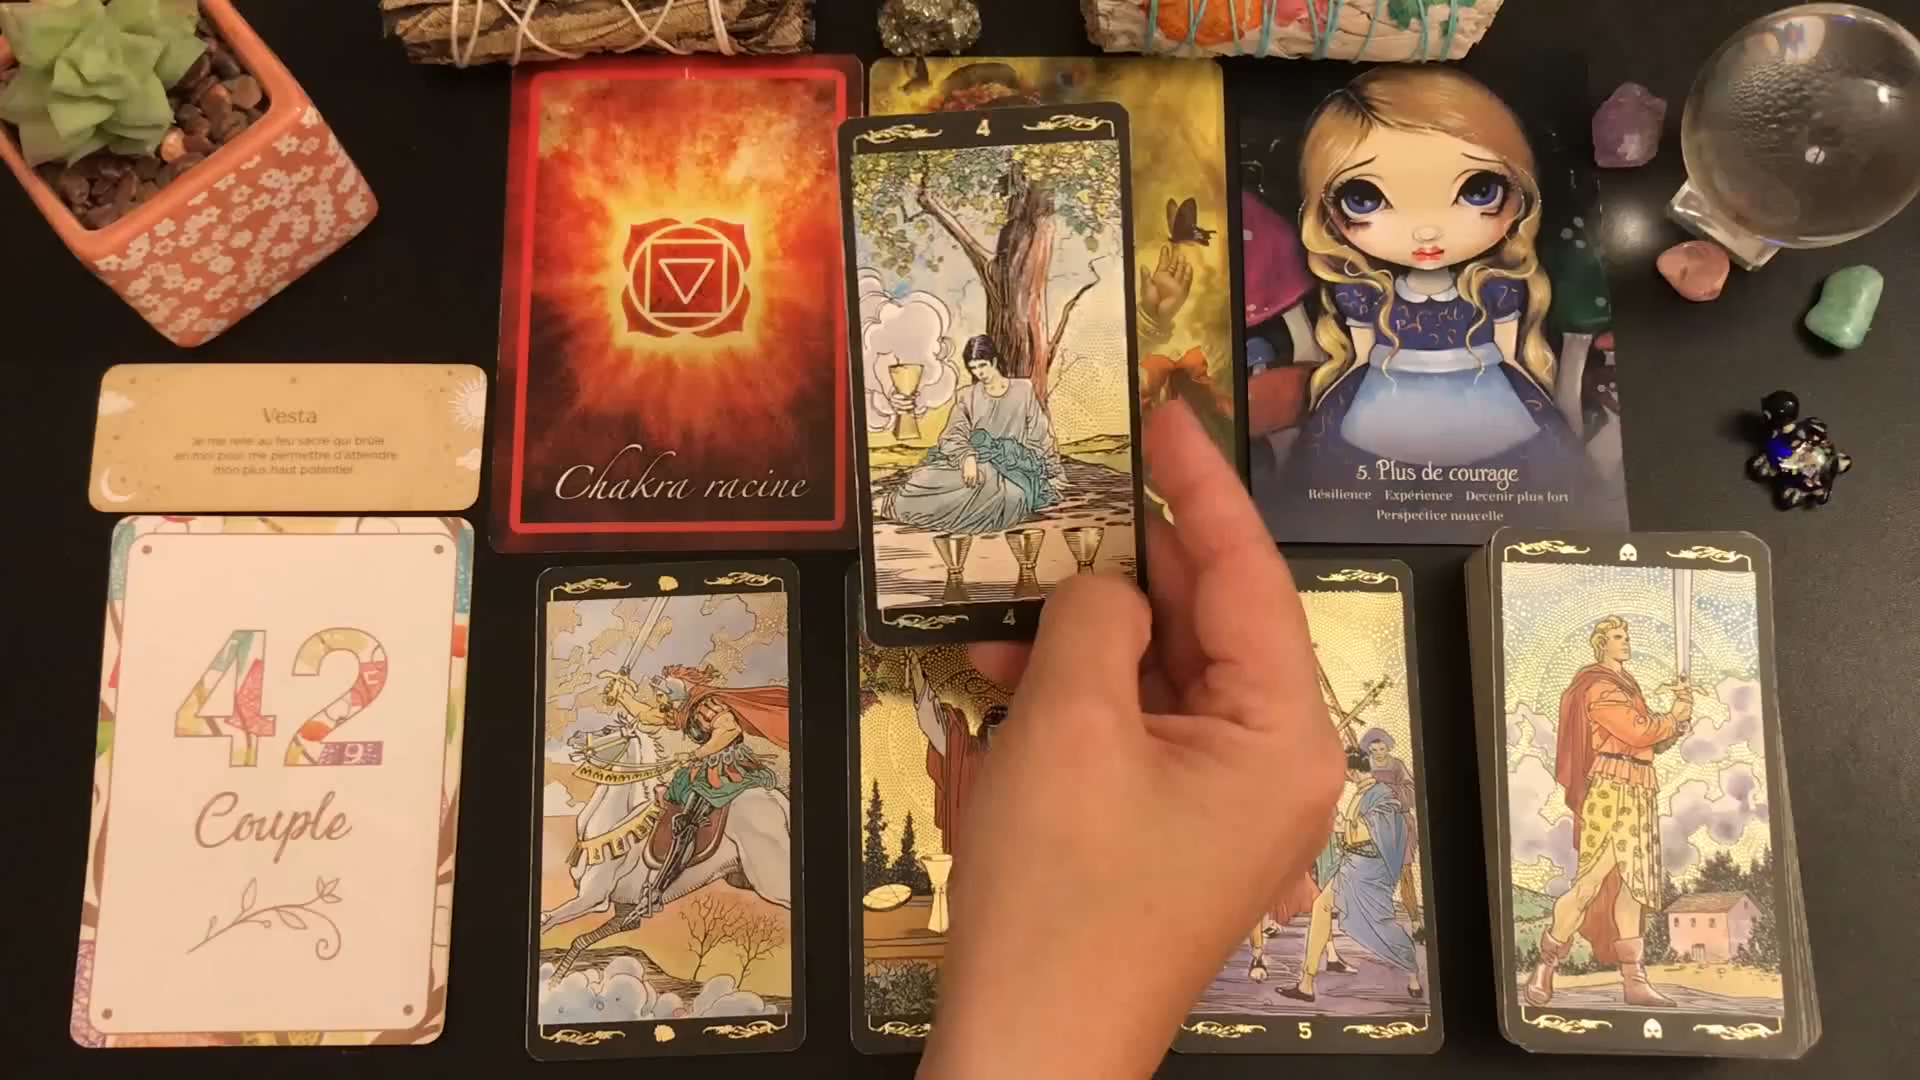 4
Chakra racine
4
5. Plus de courage
Résilience – Expérience – Devenir plus fort
Perspective nouvelle
Vesta
Je me relie au feu sacré qui brûle
en moi pour me permettre d'atteindre
mon plus haut potentiel
42
Couple
5